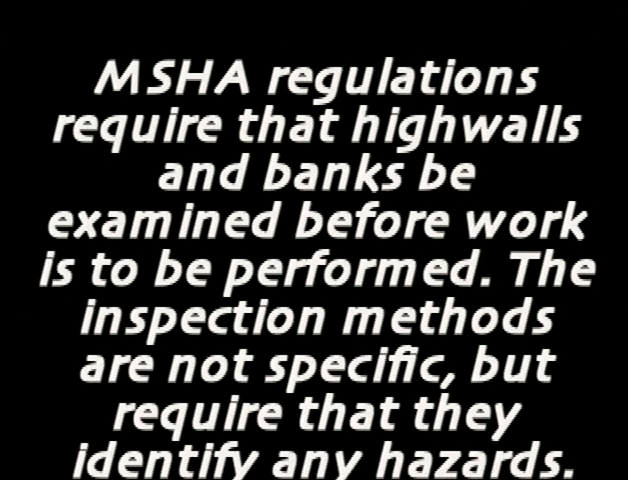 MSHA regulations
require that highwalls
and banks be
examined before work
is to be performed. The
inspection methods
are not specific, but
require that they
identify any hazards.